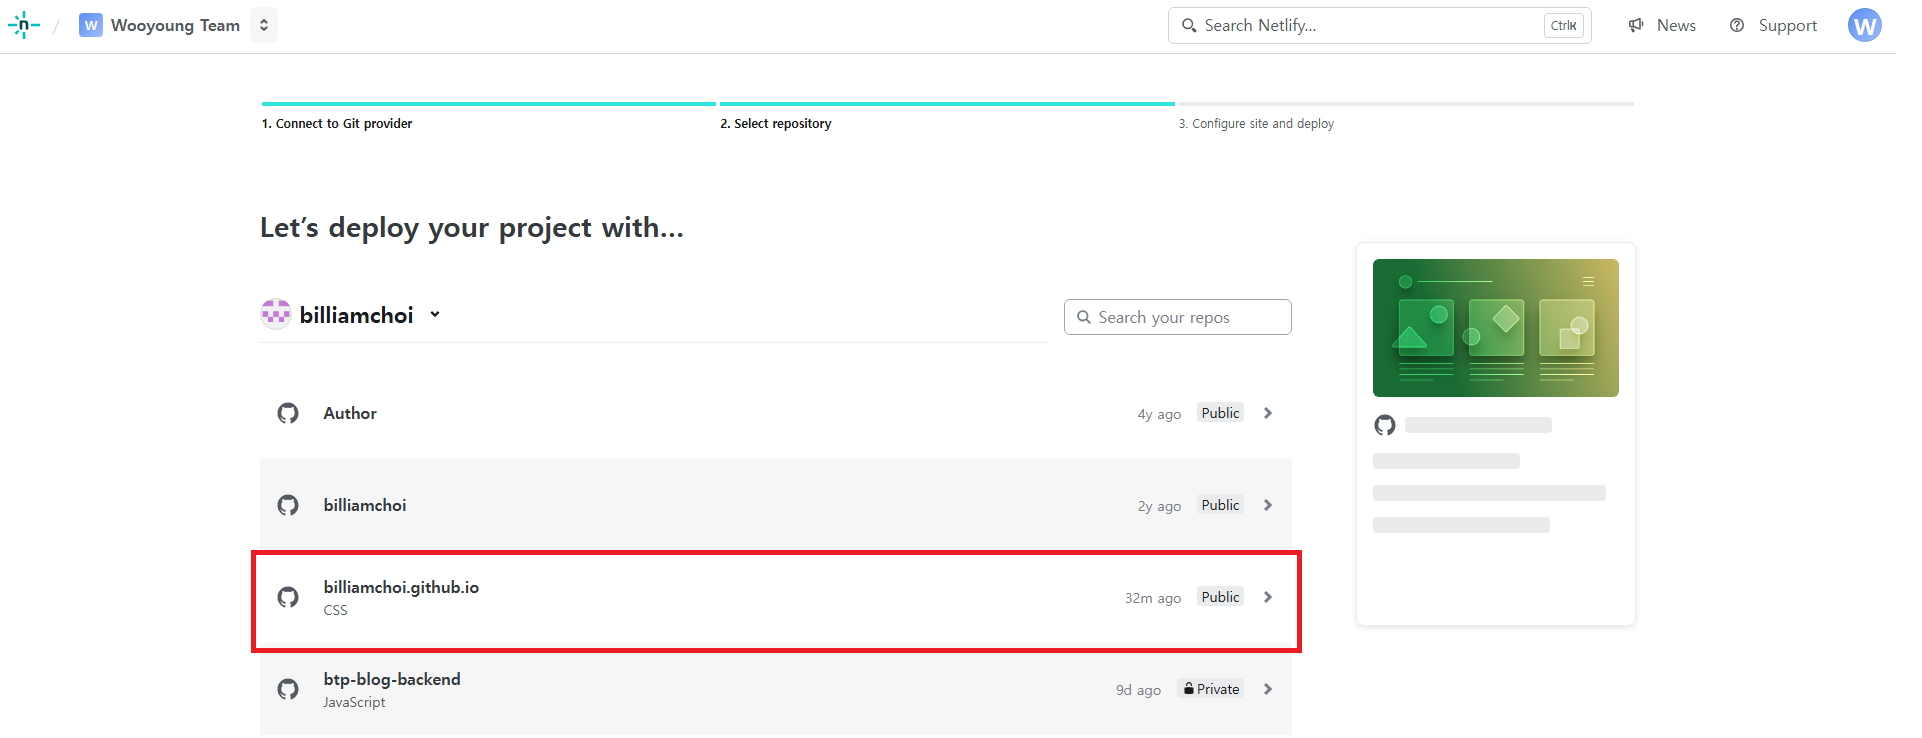 n / W Wooyoung Team
Search Netlify...
CtrlK
News
Support
W
1. Connect to Git provider
2. Select repository
3. Configure site and deploy
Let’s deploy your project with…
billiamchoi
Search your repos
Author
4y ago Public
billiamchoi
2y ago Public
billiamchoi.github.io
CSS
32m ago Public
btp-blog-backend
JavaScript
9d ago Private